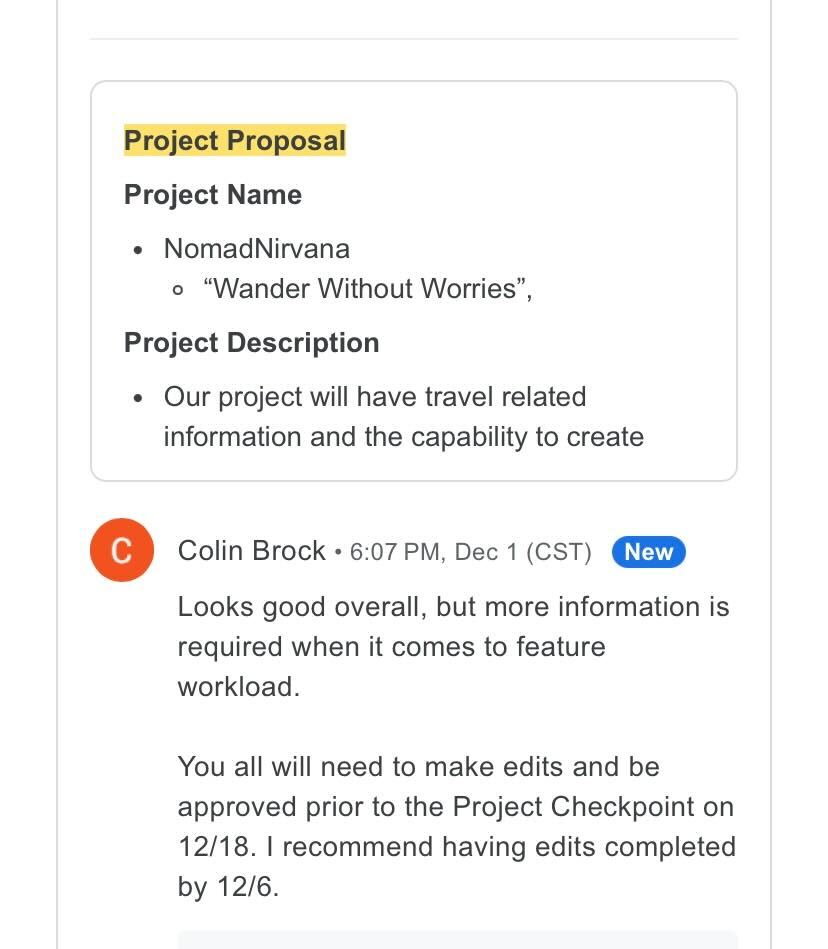 Project Proposal
Project Name
• NomadNirvana
○ “Wander Without Worries”,
Project Description
• Our project will have travel related
information and the capability to create
C
Colin Brock • 6:07 PM, Dec 1 (CST) New
Looks good overall, but more information is
required when it comes to feature
workload.
You all will need to make edits and be
approved prior to the Project Checkpoint on
12/18. I recommend having edits completed
by 12/6.